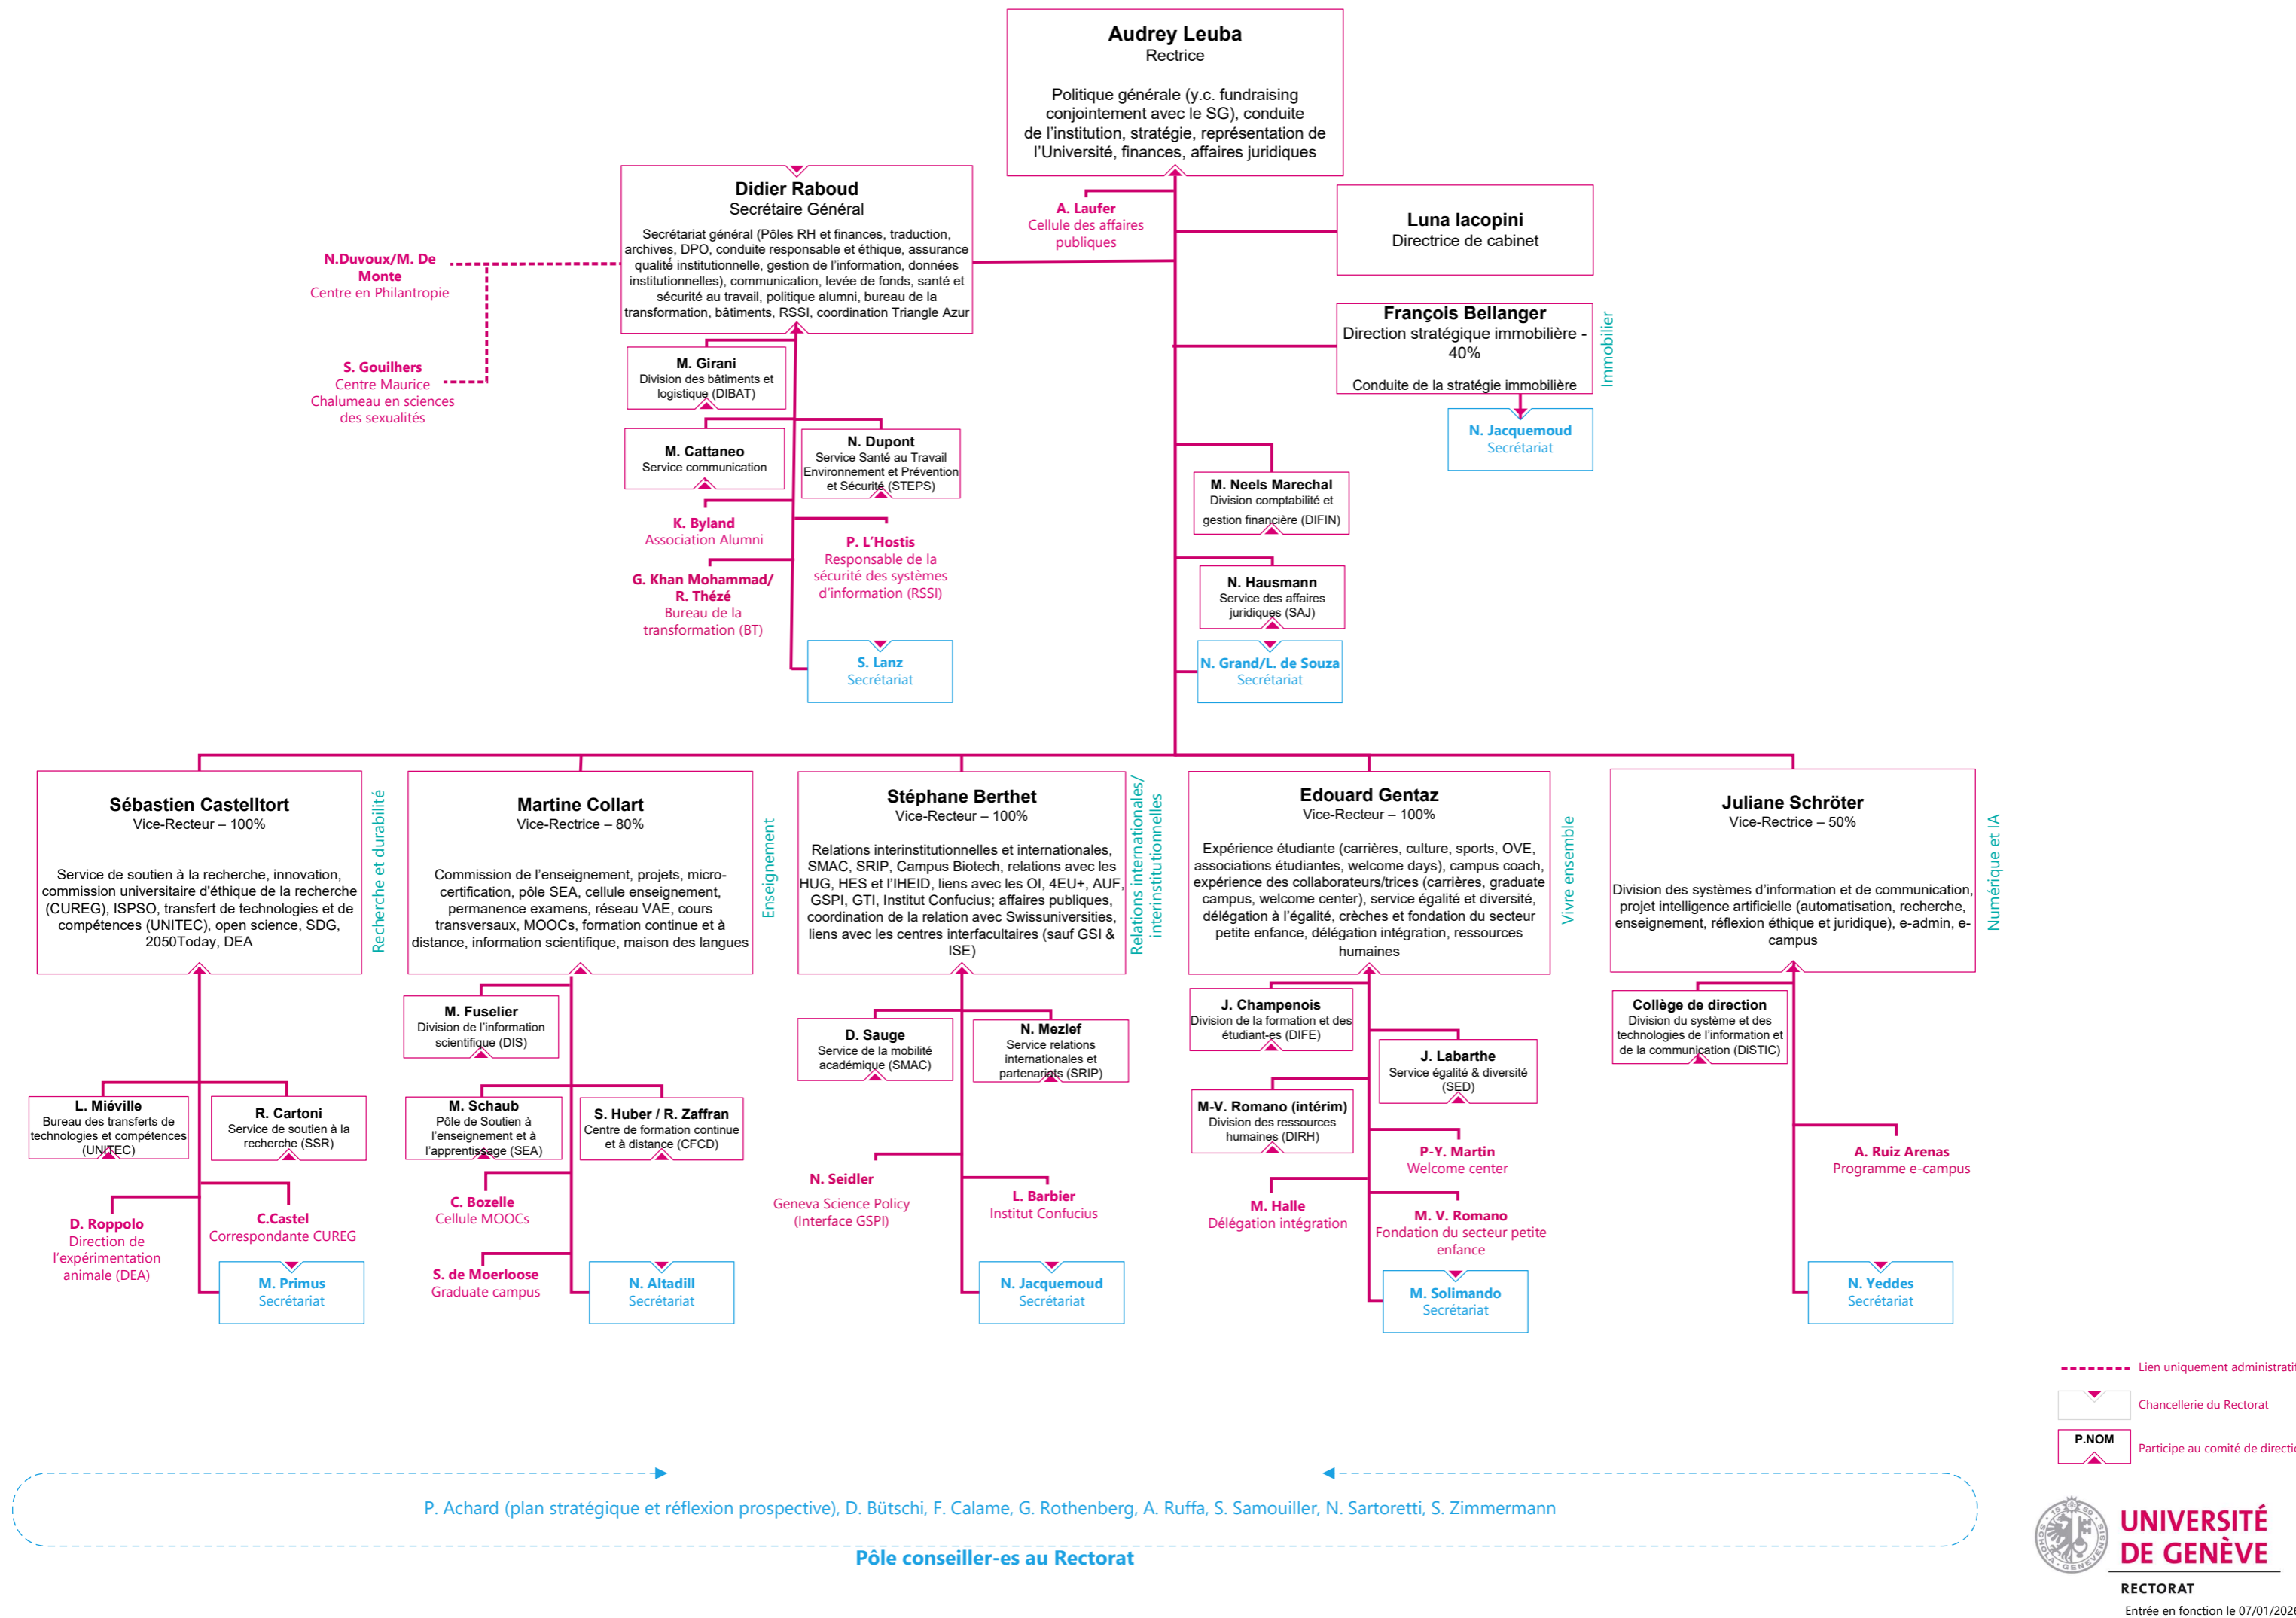 Audrey Leuba
Rectrice
Politique générale (y.c. fundraising
conjointement avec le SG), conduite
de l'institution, stratégie, représentation de
l'Université, finances, affaires juridiques
Didier Raboud
Secrétaire Général
Secrétariat général (Pôles RH et finances, traduction,
archives, DPO, conduite responsable et éthique, assurance
qualité institutionnelle, gestion de l'information, données
institutionnelles), communication, levée de fonds, santé et
sécurité au travail, politique alumni, bureau de la
transformation, bâtiments, RSSI, coordination Triangle Azur
A. Laufer
Cellule des affaires
publiques
Luna Iacopini
Directrice de cabinet
N.Duvoux/M. De
Monte
Centre en Philantropie
S. Gouilhers
Centre Maurice
Chalumeau en sciences
des sexualités
François Bellanger
Direction stratégique immobilière -
40%
Conduite de la stratégie immobilière
Immobilier
N. Jacquemoud
Secrétariat
M. Girani
Division des bâtiments et
logistique (DIBAT)
M. Cattaneo
Service communication
N. Dupont
Service Santé au Travail
Environnement et Prévention
et Sécurité (STEPS)
K. Byland
Association Alumni
P. L'Hostis
Responsable de la
sécurité des systèmes
d'information (RSSI)
G. Khan Mohammad/
R. Thézé
Bureau de la
transformation (BT)
S. Lanz
Secrétariat
M. Neels Marechal
Division comptabilité et
gestion financière (DIFIN)
N. Hausmann
Service des affaires
juridiques (SAJ)
N. Grand/L. de Souza
Secrétariat
Sébastien Castelltort
Vice-Recteur – 100%
Service de soutien à la recherche, innovation,
commission universitaire d'éthique de la recherche
(CUREG), ISPSO, transfert de technologies et de
compétences (UNITEC), open science, SDG,
2050Today, DEA
Recherche et durabilité
L. Miéville
Bureau des transferts de
technologies et compétences
(UNITEC)
R. Cartoni
Service de soutien à la
recherche (SSR)
D. Roppolo
Direction de
l'expérimentation
animale (DEA)
C.Castel
Correspondante CUREG
M. Primus
Secrétariat
Martine Collart
Vice-Rectrice – 80%
Commission de l'enseignement, projets, micro-
certification, pôle SEA, cellule enseignement,
permanence examens, réseau VAE, cours
transversaux, MOOCs, formation continue et à
distance, information scientifique, maison des langues
Enseignement
M. Fuselier
Division de l'information
scientifique (DIS)
M. Schaub
Pôle de Soutien à
l'enseignement et à
l'apprentissage (SEA)
S. Huber / R. Zaffran
Centre de formation continue
et à distance (CFCD)
C. Bozelle
Cellule MOOCs
S. de Moerloose
Graduate campus
N. Altadill
Secrétariat
Stéphane Berthet
Vice-Recteur – 100%
Relations interinstitutionnelles et internationales,
SMAC, SRIP, Campus Biotech, relations avec les
HUG, HES et l'IHEID, liens avec les OI, 4EU+, AUF,
GSPI, GTI, Institut Confucius; affaires publiques,
coordination de la relation avec Swissuniversities,
liens avec les centres interfacultaires (sauf GSI &
ISE)
Relations internationales/
interinstitutionnelles
D. Sauge
Service de la mobilité
académique (SMAC)
N. Mezlef
Service relations
internationales et
partenariats (SRIP)
N. Seidler
Geneva Science Policy
(Interface GSPI)
L. Barbier
Institut Confucius
N. Jacquemoud
Secrétariat
Edouard Gentaz
Vice-Recteur – 100%
Expérience étudiante (carrières, culture, sports, OVE,
associations étudiantes, welcome days), campus coach,
expérience des collaborateurs/trices (carrières, graduate
campus, welcome center), service égalité et diversité,
délégation à l'égalité, crèches et fondation du secteur
petite enfance, délégation intégration, ressources
humaines
Vivre ensemble
J. Champenois
Division de la formation et des
étudiant-es (DIFE)
J. Labarthe
Service égalité & diversité
(SED)
M-V. Romano (intérim)
Division des ressources
humaines (DIRH)
P-Y. Martin
Welcome center
M. Halle
Délégation intégration
M. V. Romano
Fondation du secteur petite
enfance
M. Solimando
Secrétariat
Juliane Schröter
Vice-Rectrice – 50%
Division des systèmes d'information et de communication,
projet intelligence artificielle (automatisation, recherche,
enseignement, réflexion éthique et juridique), e-admin, e-
campus
Numérique et IA
Collège de direction
Division du système et des
technologies de l'information et
de la communication (DiSTIC)
A. Ruiz Arenas
Programme e-campus
N. Yeddes
Secrétariat
Lien uniquement administratif
Chancellerie du Rectorat
P.NOM
Participe au comité de directio
P. Achard (plan stratégique et réflexion prospective), D. Bütschi, F. Calame, G. Rothenberg, A. Ruffa, S. Samouiller, N. Sartoretti, S. Zimmermann
Pôle conseiller-es au Rectorat
UNIVERSITÉ
DE GENÈVE
RECTORAT
Entrée en fonction le 07/01/2026